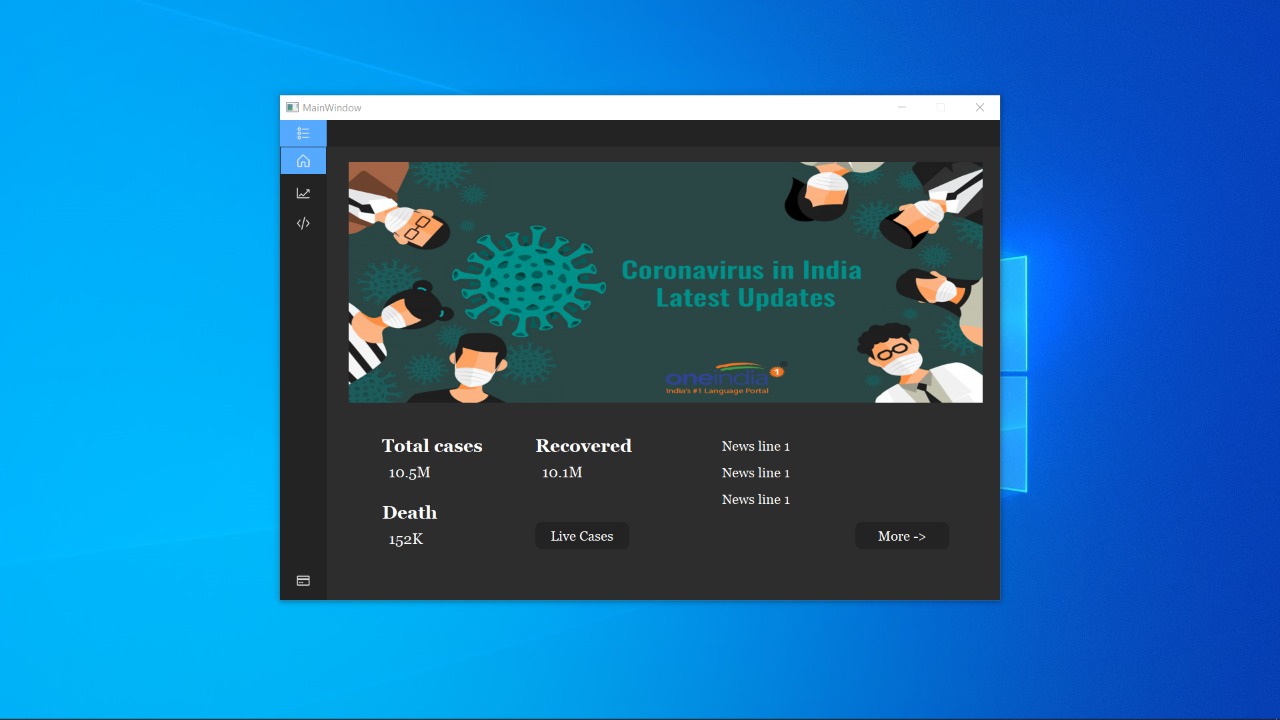 MainWindow
Coronavirus in India
Latest Updates
oneindia 1
India's #1 Language Portal
Total cases
10.5M
Recovered
10.1M
Death
152K
Live Cases
News line 1
News line 1
News line 1
More ->